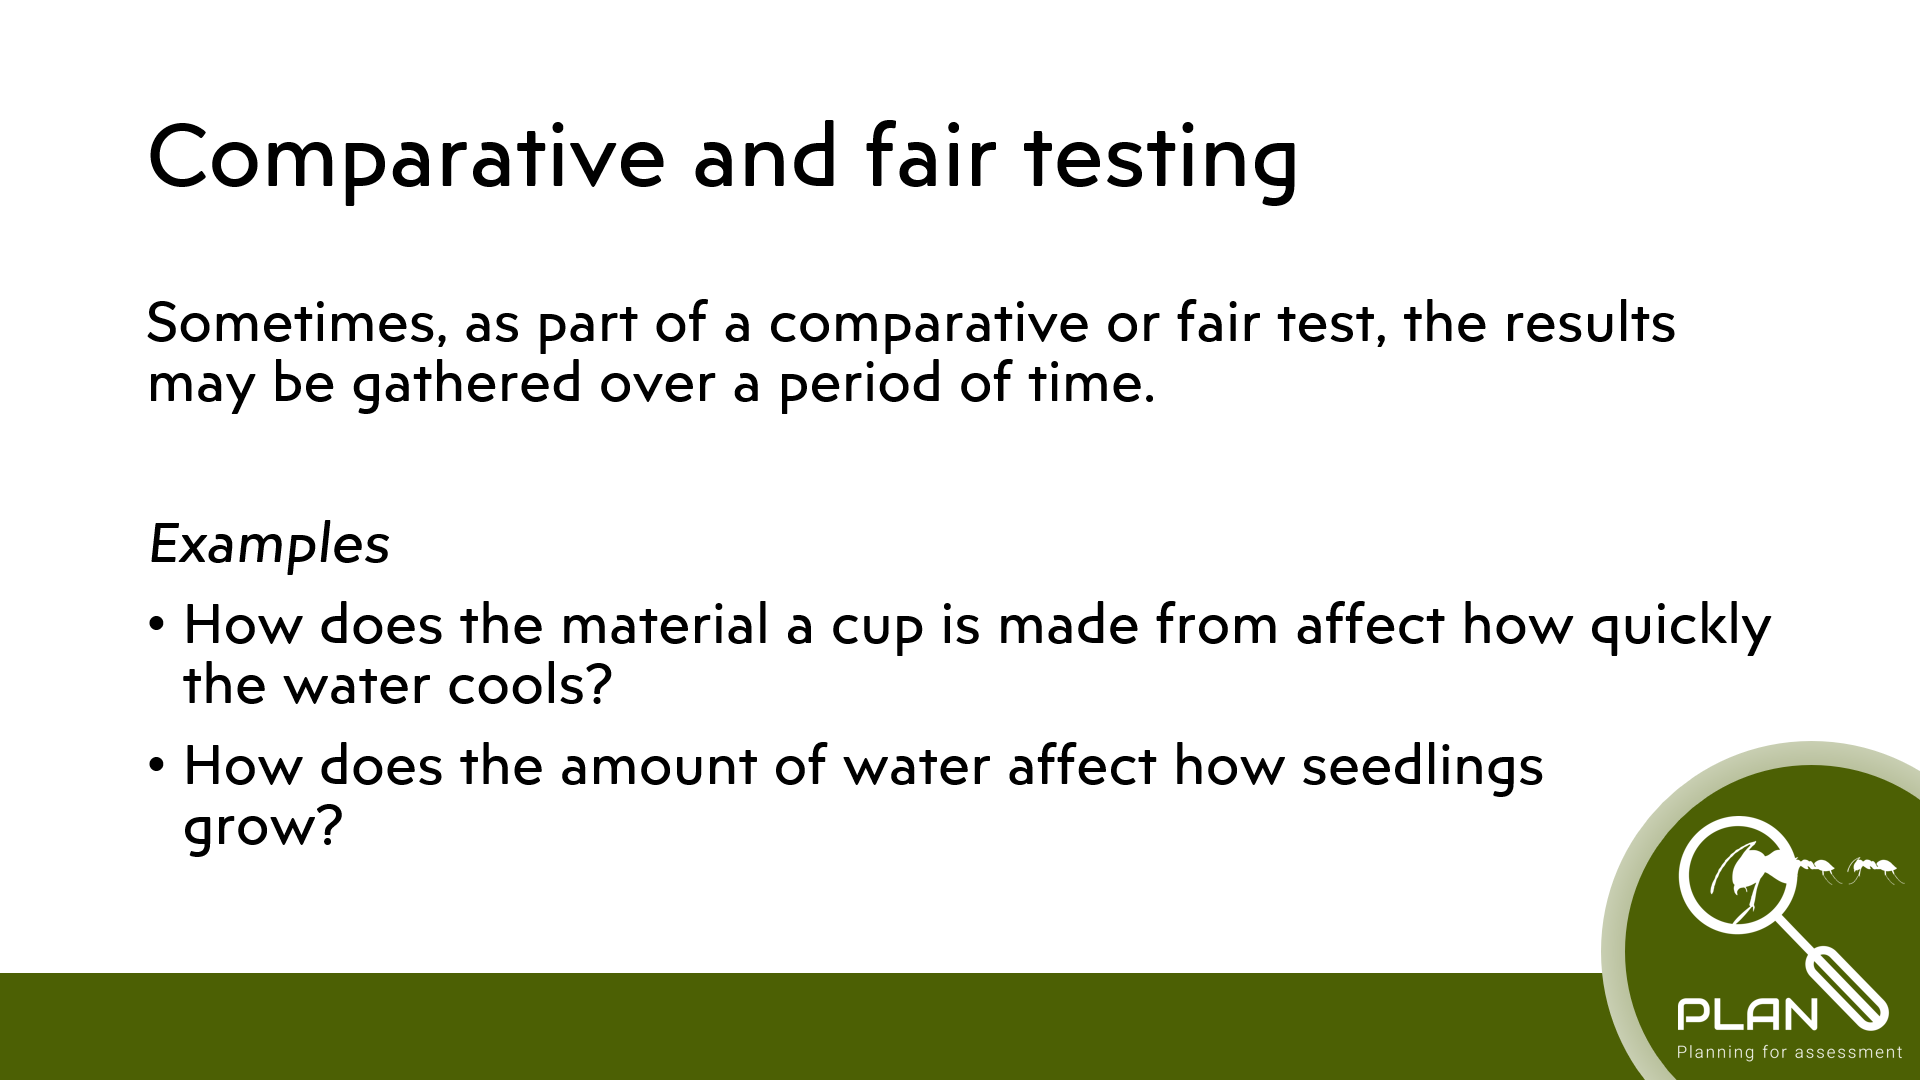 Comparative and fair testing
Sometimes, as part of a comparative or fair test, the results
may be gathered over a period of time.
Examples
• How does the material a cup is made from affect how quickly
the water cools?
• How does the amount of water affect how seedlings
grow?
PLAN
Planning for assessment